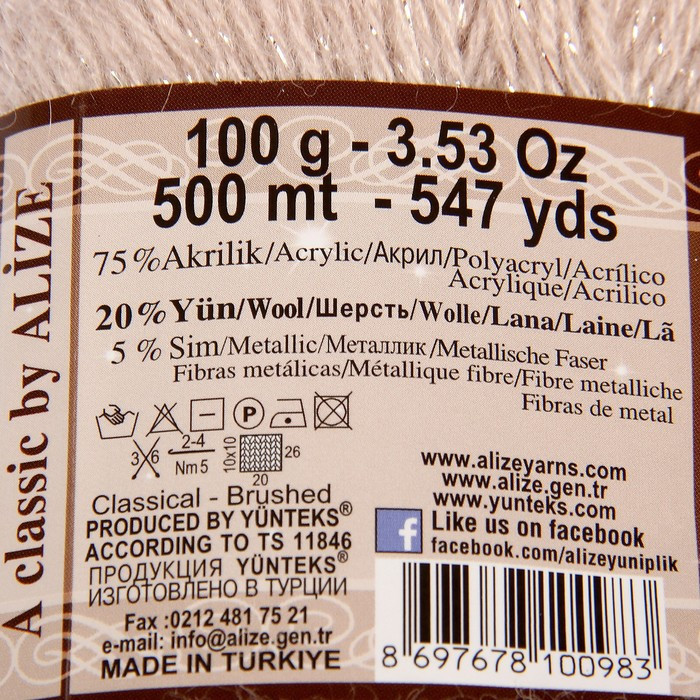 A classic by ALİZE
100 g - 3.53 Oz
500 mt - 547 yds
75 % Akrilik/Acrylic/Акрил/Polyacryl/Acrílico
Acrylique/Acrilico
20 % Yün/Wool/Шерсть/Wolle/Lana/Laine/Lã
5 % Sim/Metallic/Металлик/Metallische Faser
Fibras metálicas/Métallique fibre/Fibre metalliche
Fibras de metal
P
3 6
2-4
Nm 5
10x10
26
20
Classical - Brushed
PRODUCED BY YÜNTEKS®
ACCORDING TO TS 11846
ПРОДУКЦИЯ YÜNTEKS®
ИЗГОТОВЛЕНО В ТУРЦИИ
Fax :0212 481 75 21
e-mail: info@alize.gen.tr
MADE IN TURKIYE
www.alizeyarns.com
www.alize.gen.tr
www.yunteks.com
f Like us on facebook
facebook.com/alizeyuniplik
8 697678 100983